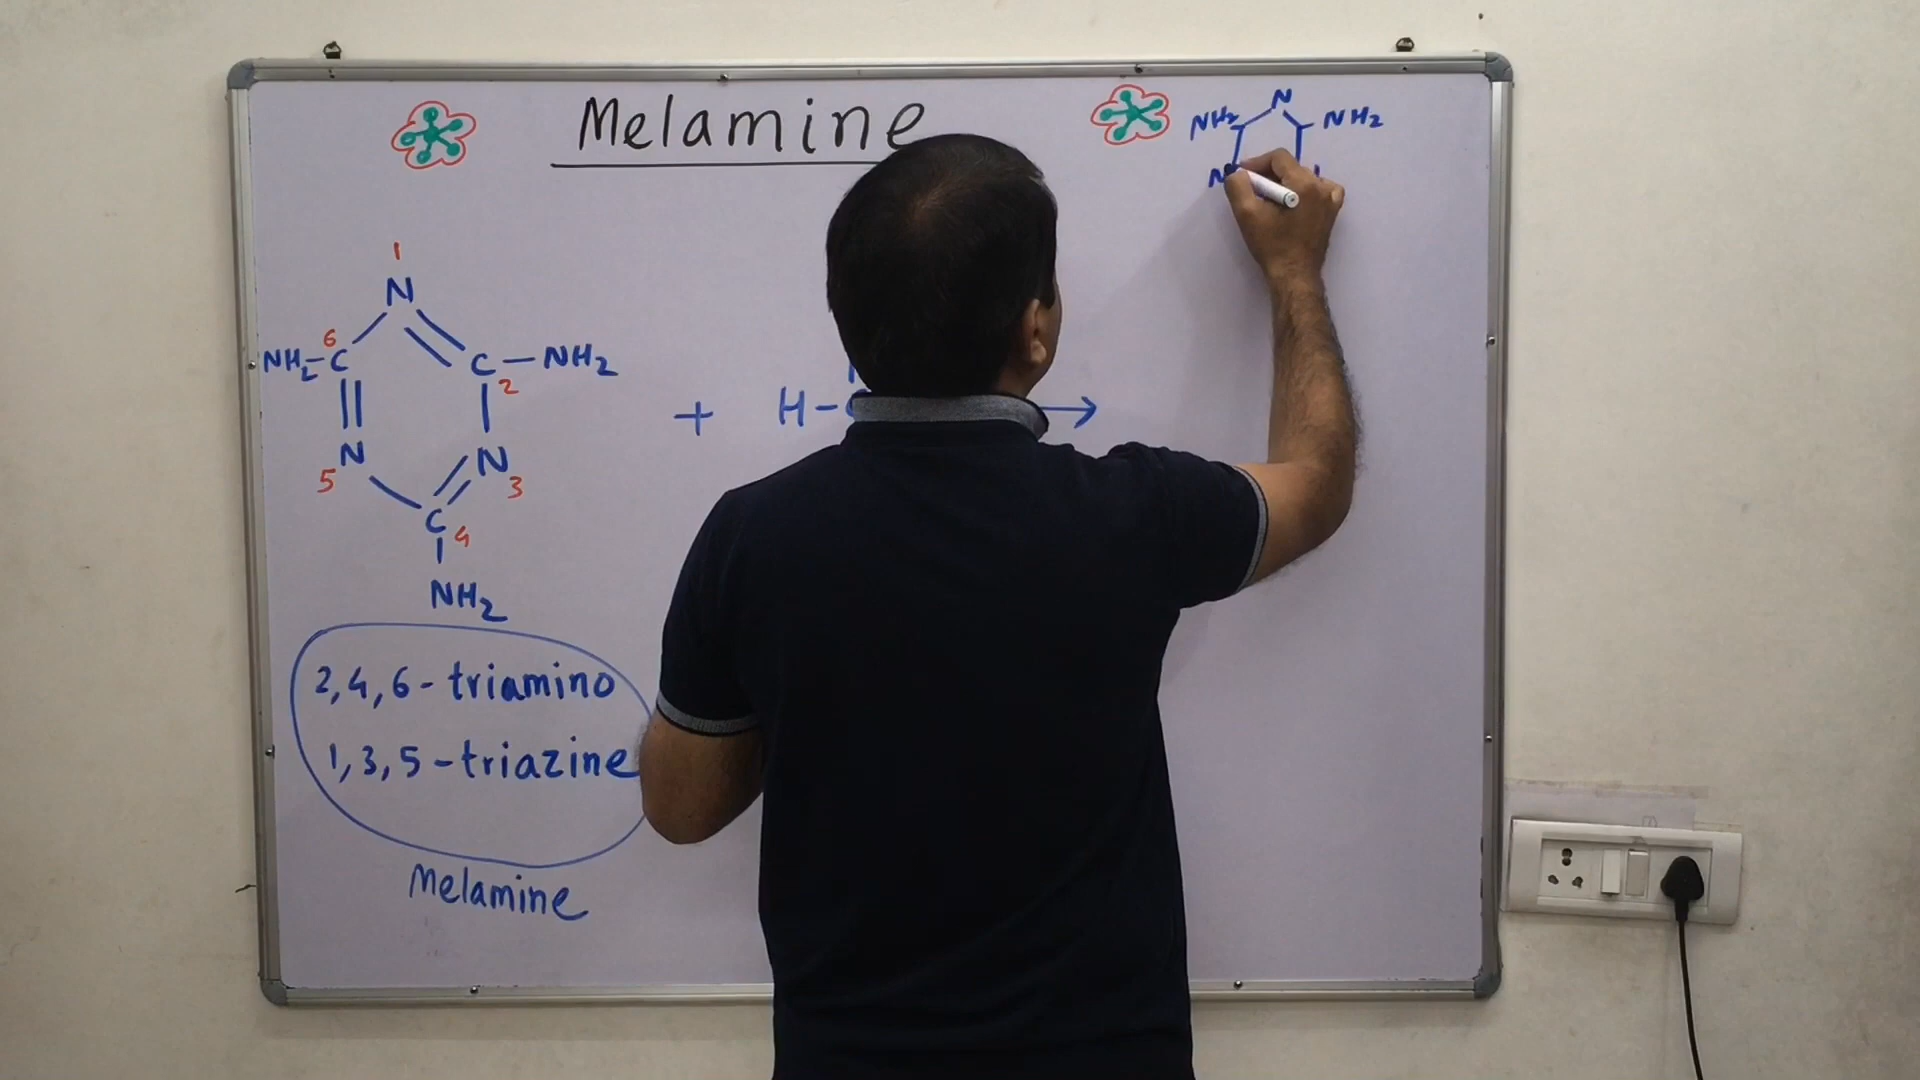 Melamine
NH2 N NH2
N
1
N
6
NH2-C C-NH2
2
+ H-C →
N N
5 3
C
4
NH2
2,4,6-triamino
1,3,5-triazine
Melamine